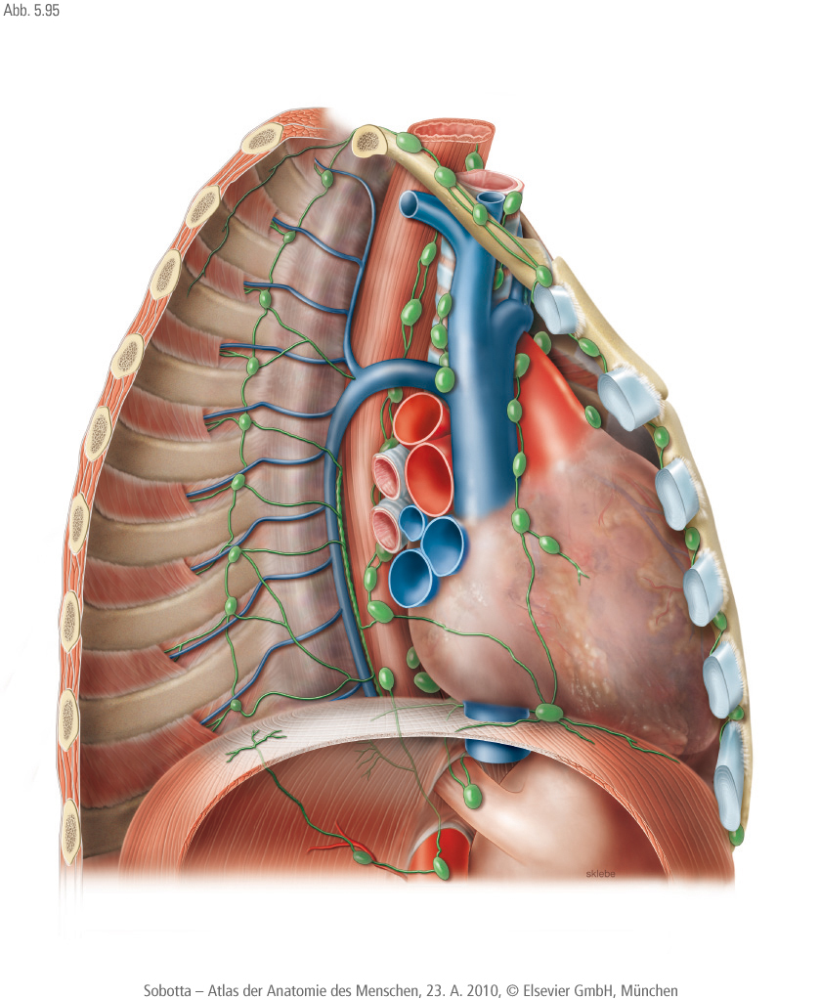 Abb. 5.95
sklebe
Sobotta – Atlas der Anatomie des Menschen, 23. A. 2010, © Elsevier GmbH, München